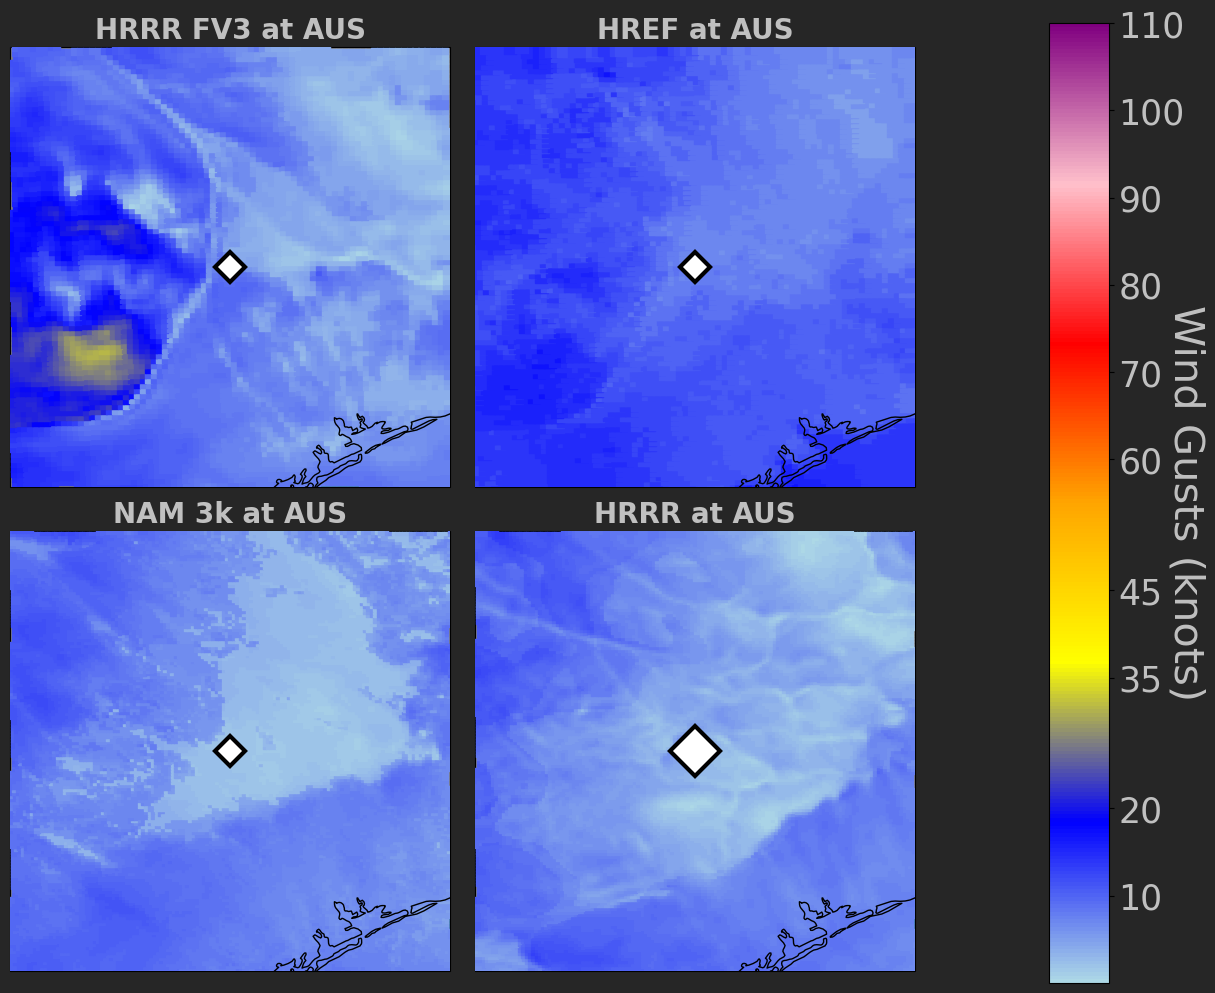 HRRR FV3 at AUS
HREF at AUS
NAM 3k at AUS
HRRR at AUS
110
100
90
80
70
60
45
35
20
10
Wind Gusts (knots)